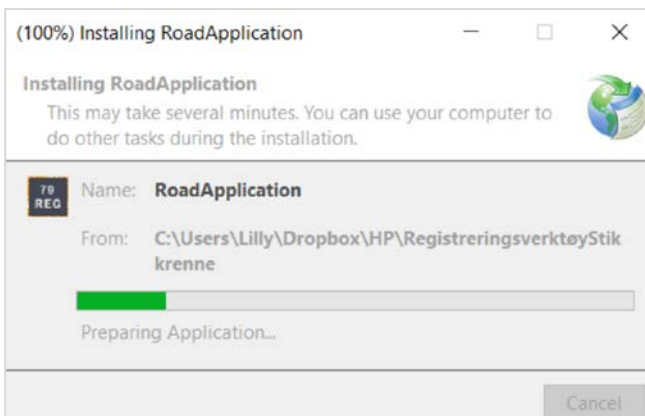 (100%) Installing RoadApplication
Installing RoadApplication
This may take several minutes. You can use your computer to
do other tasks during the installation.
79
REG
Name: RoadApplication
From: C:\Users\Lilly\Dropbox\HP\RegistreringsverktøyStik
krenne
Preparing Application...
Cancel